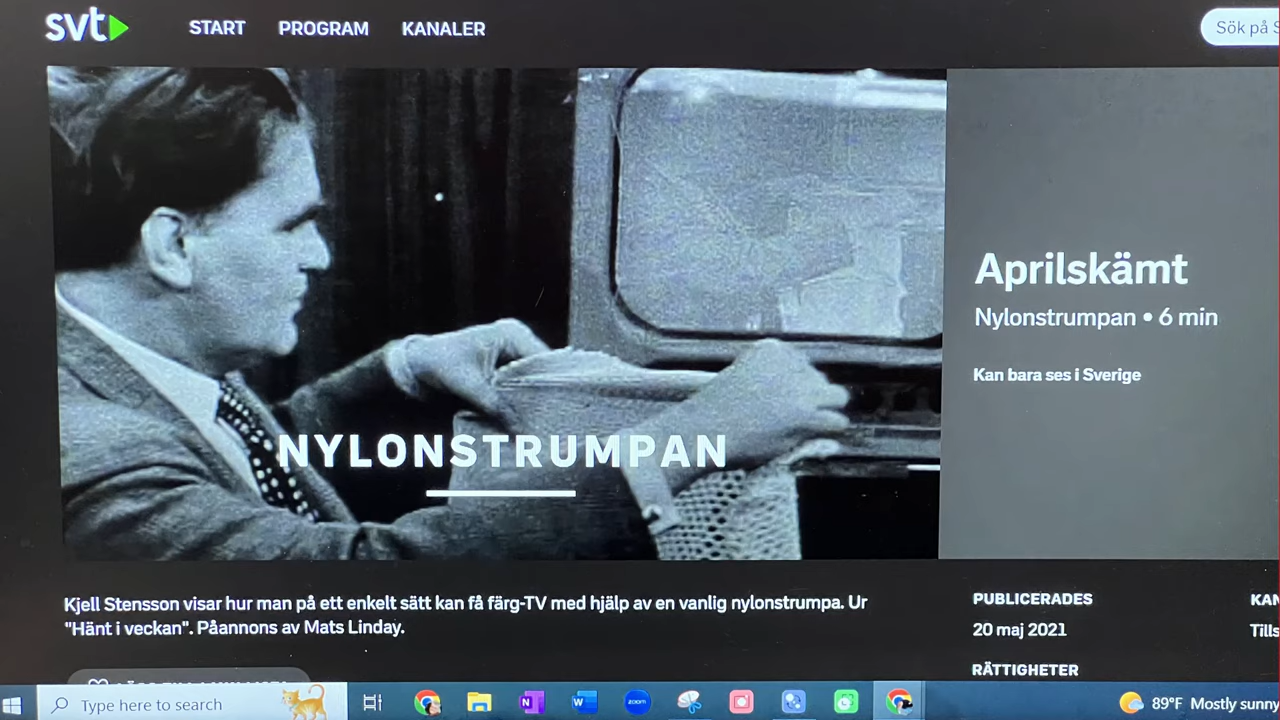 svt
START PROGRAM KANALER
Sök på
NYLONSTRUMPAN
Aprilskämt
Nylonstrumpan • 6 min
Kan bara ses i Sverige
Kjell Stensson visar hur man på ett enkelt sätt kan få färg-TV med hjälp av en vanlig nylonstrumpa. Ur
"Hänt i veckan". Påannons av Mats Linday.
PUBLICERADES
20 maj 2021
RÄTTIGHETER
Type here to search
zoom
89°F Mostly sunny